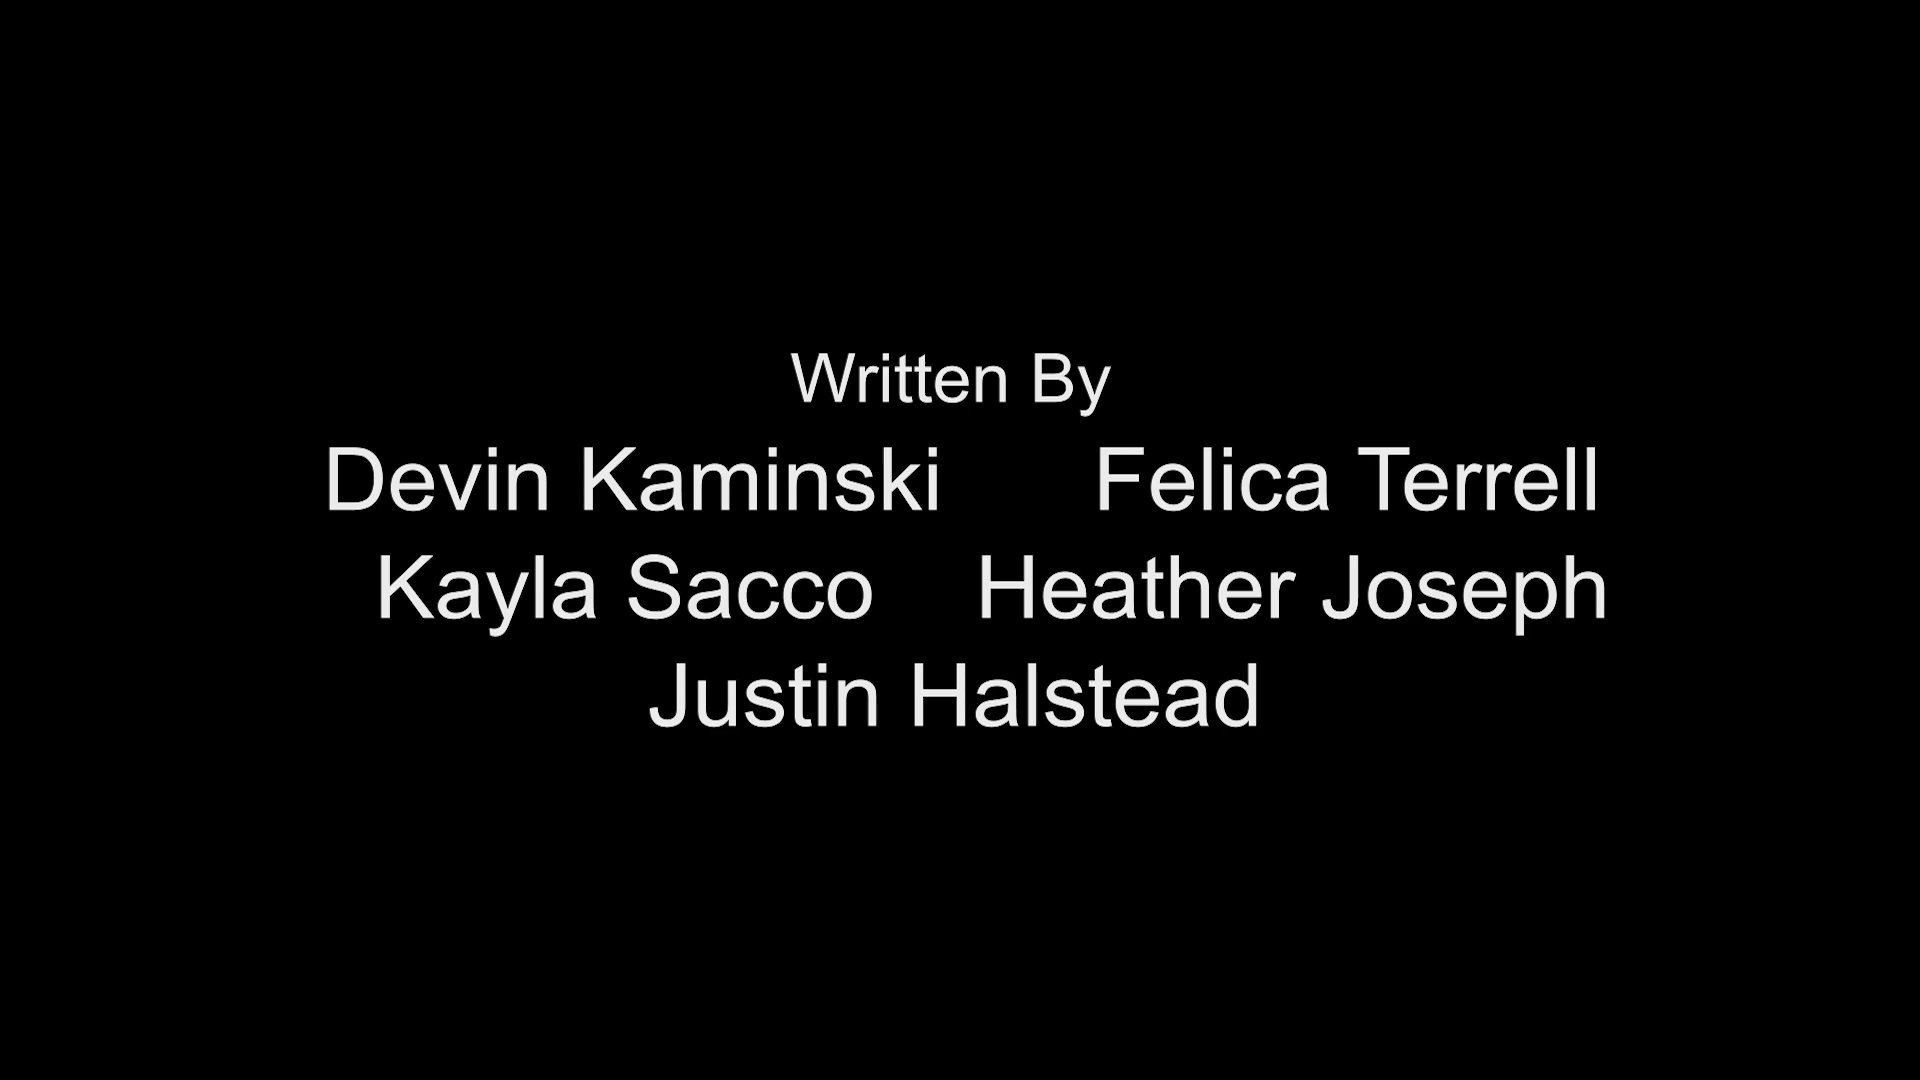 Written By
Devin Kaminski Felica Terrell
Kayla Sacco Heather Joseph
Justin Halstead